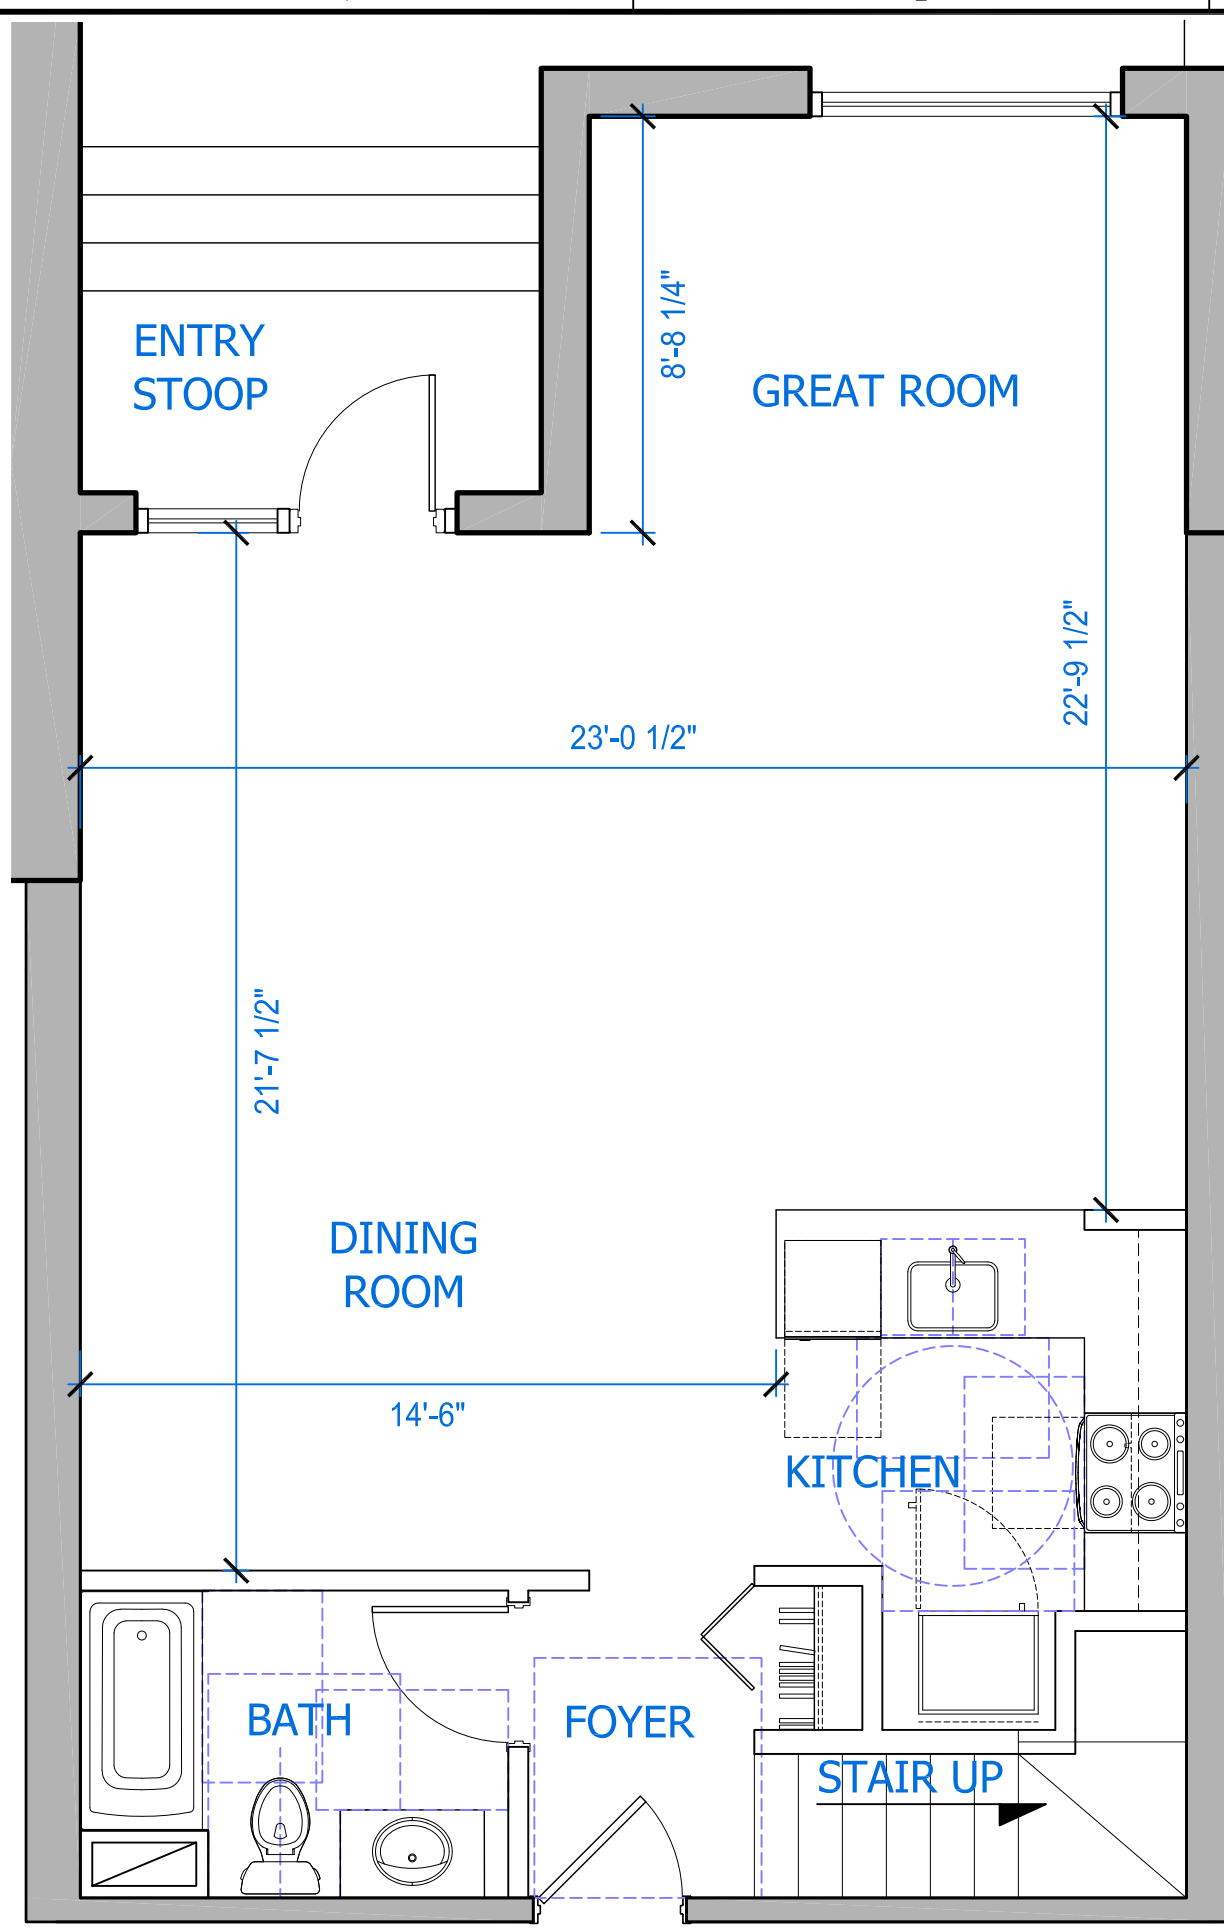 ENTRY
STOOP
8'-8 1/4"
GREAT ROOM
22'-9 1/2"
23'-0 1/2"
21'-7 1/2"
DINING
ROOM
14'-6"
KITCHEN
BATH
FOYER
STAIR UP